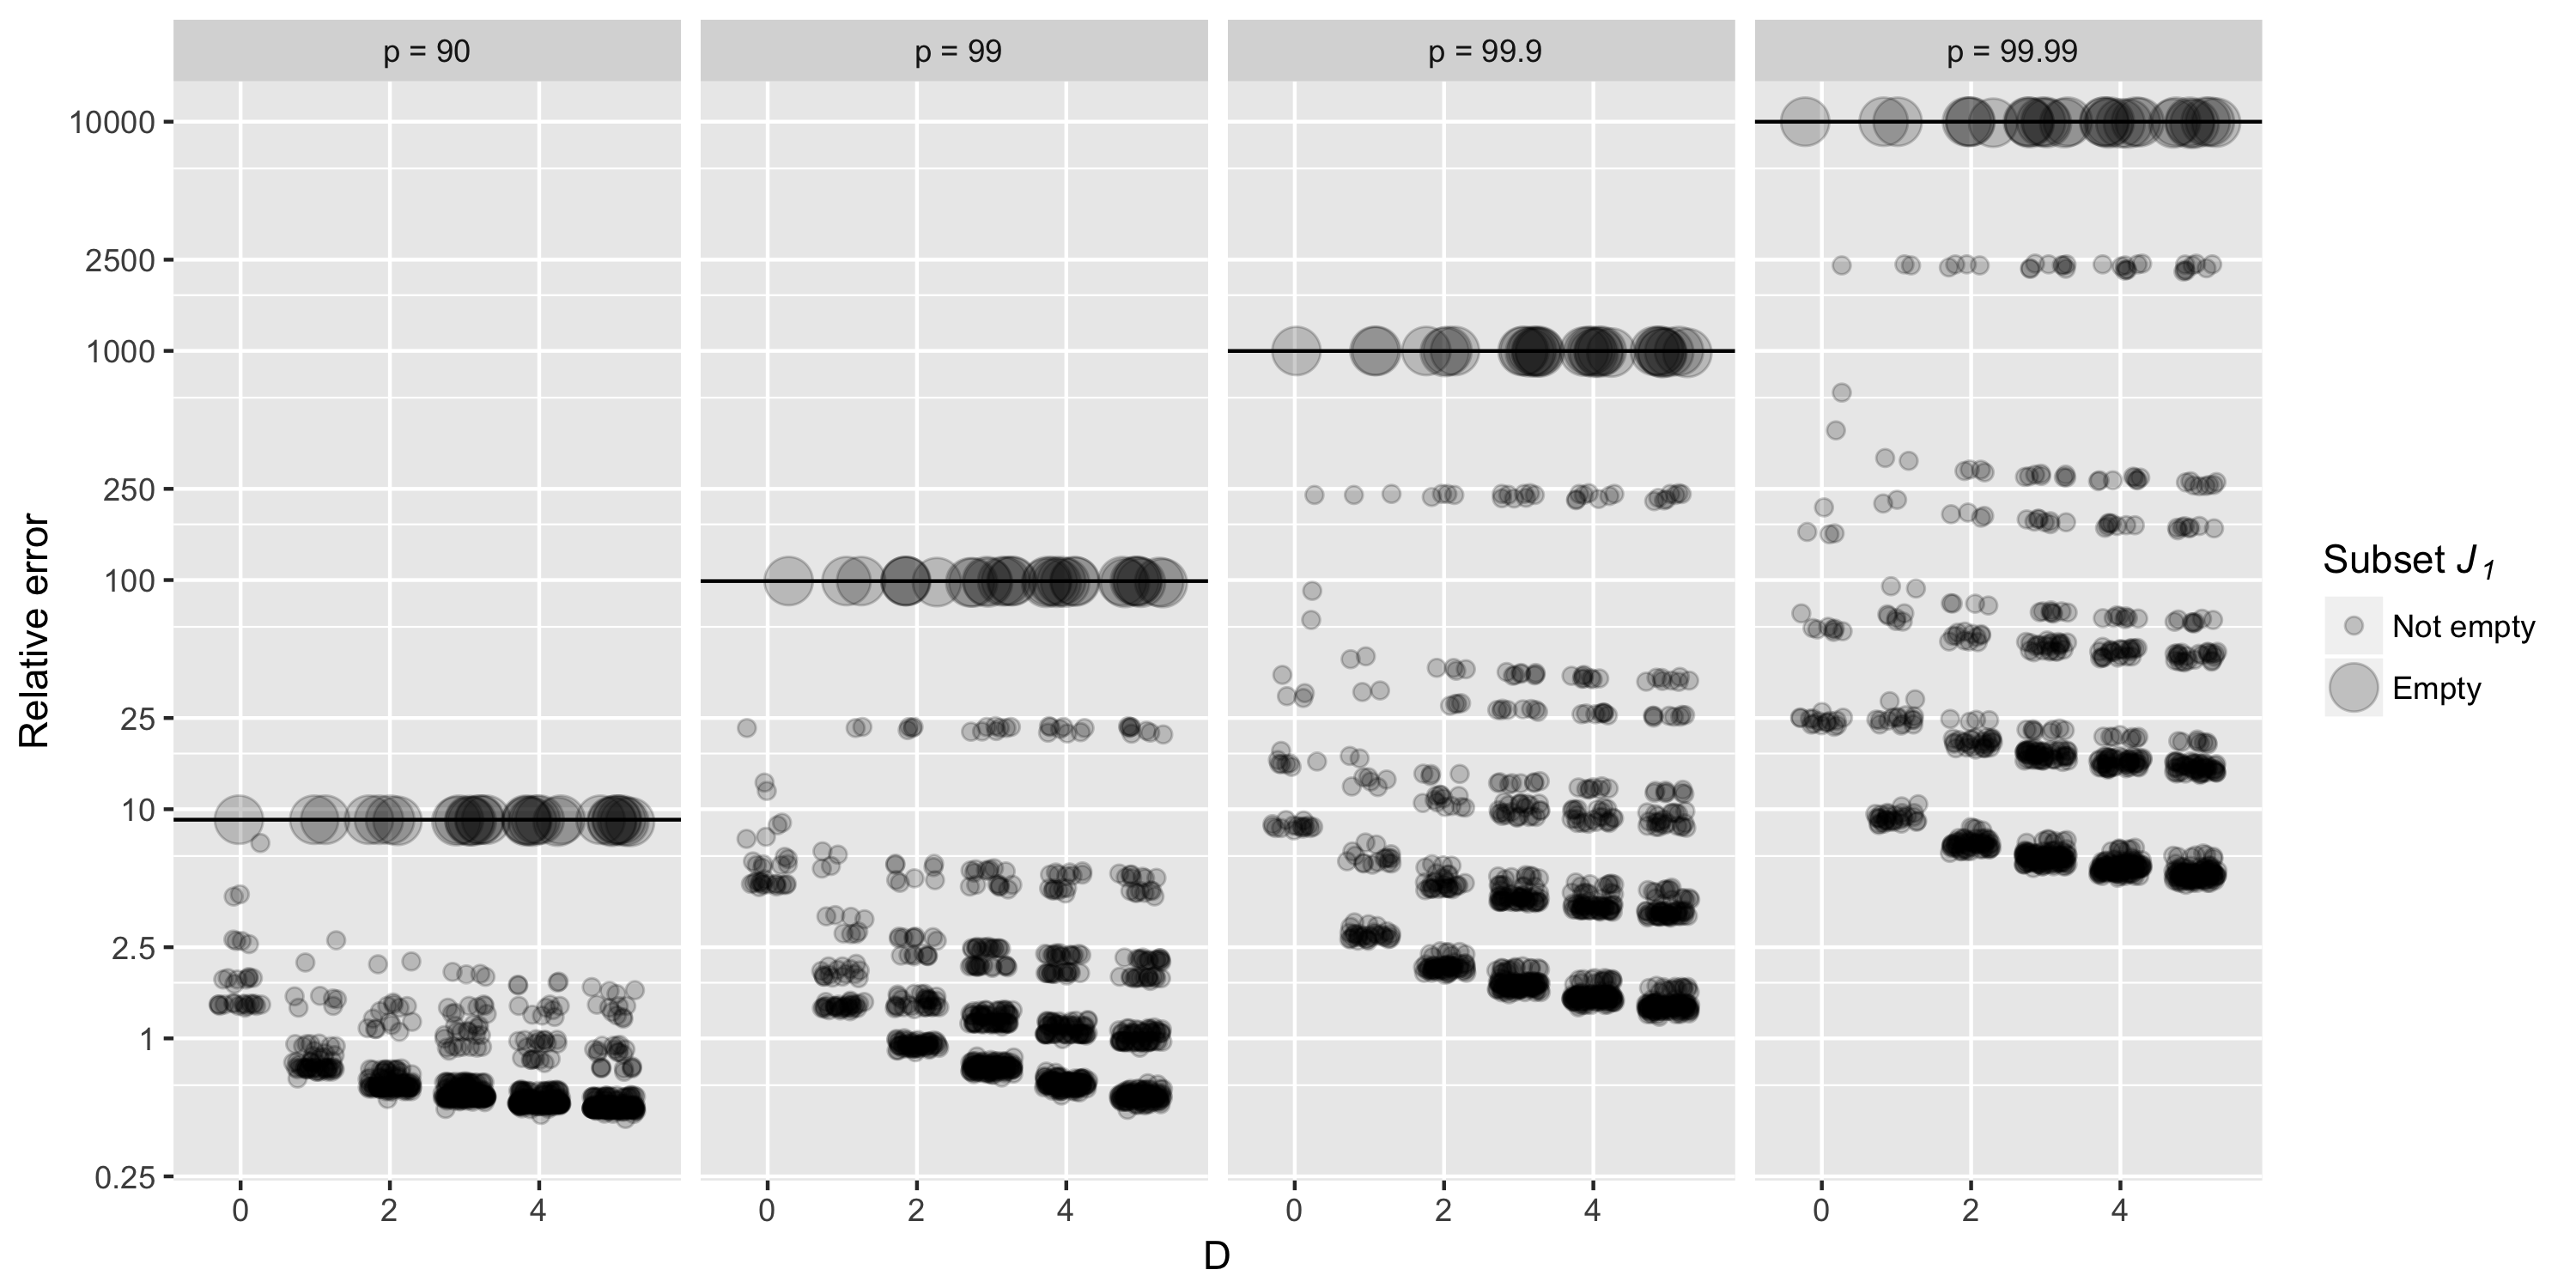 p = 90
p = 99
p = 99.9
p = 99.99
10000
2500
1000
250
100
25
10
2.5
1
0.25
Relative error
0 2 4
0 2 4
0 2 4
0 2 4
D
Subset J1
Not empty
Empty